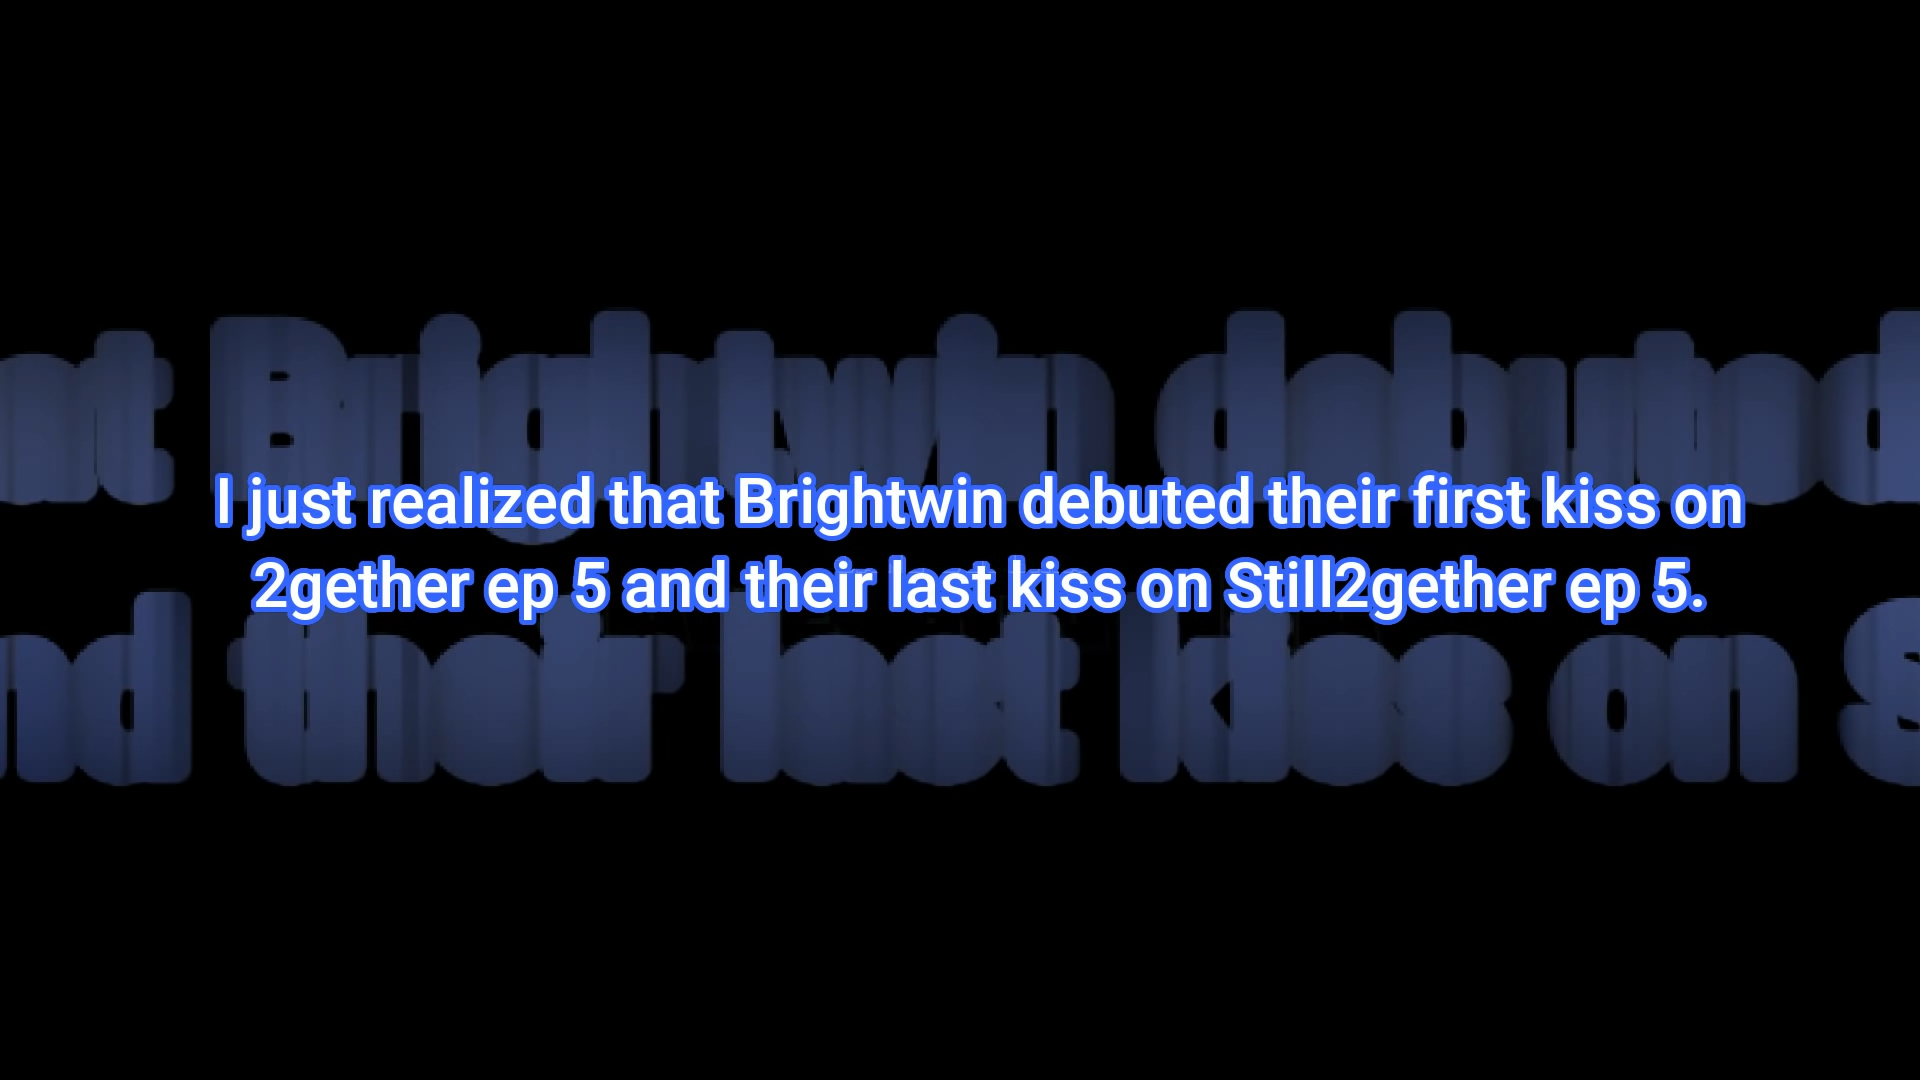 I just realized that Brightwin debuted their first kiss on
2gether ep 5 and their last kiss on Still2gether ep 5.